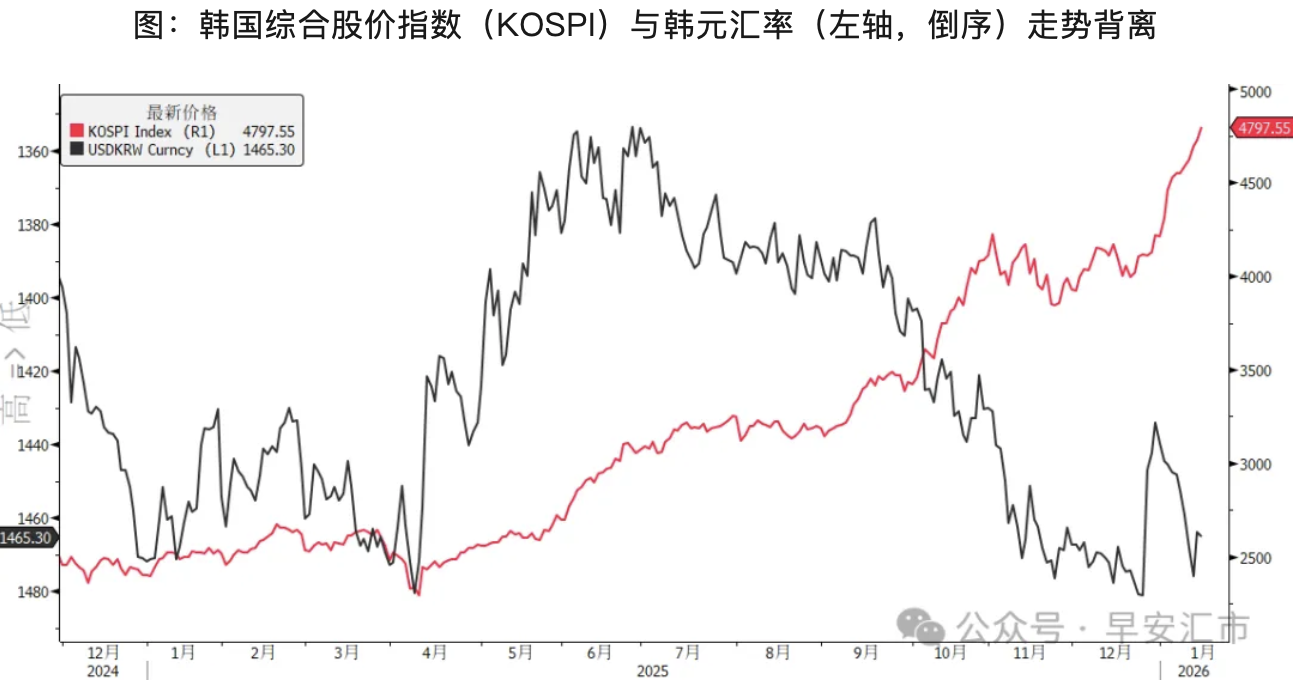 图：韩国综合股价指数（KOSPI）与韩元汇率（左轴，倒序）走势背离
最新价格
KOSPI Index (R1) 4797.55
USDKRW Curncy (L1) 1465.30
1360
1380
1400
1420
1440
1460
1465.30
1480
高 => 低
5000
4797.55
4500
4000
3500
3000
2500
12月 1月 2月 3月 4月 5月 6月 7月 8月 9月 10月 11月 12月 1月
2024 2025 2026
公众号 · 早安汇市